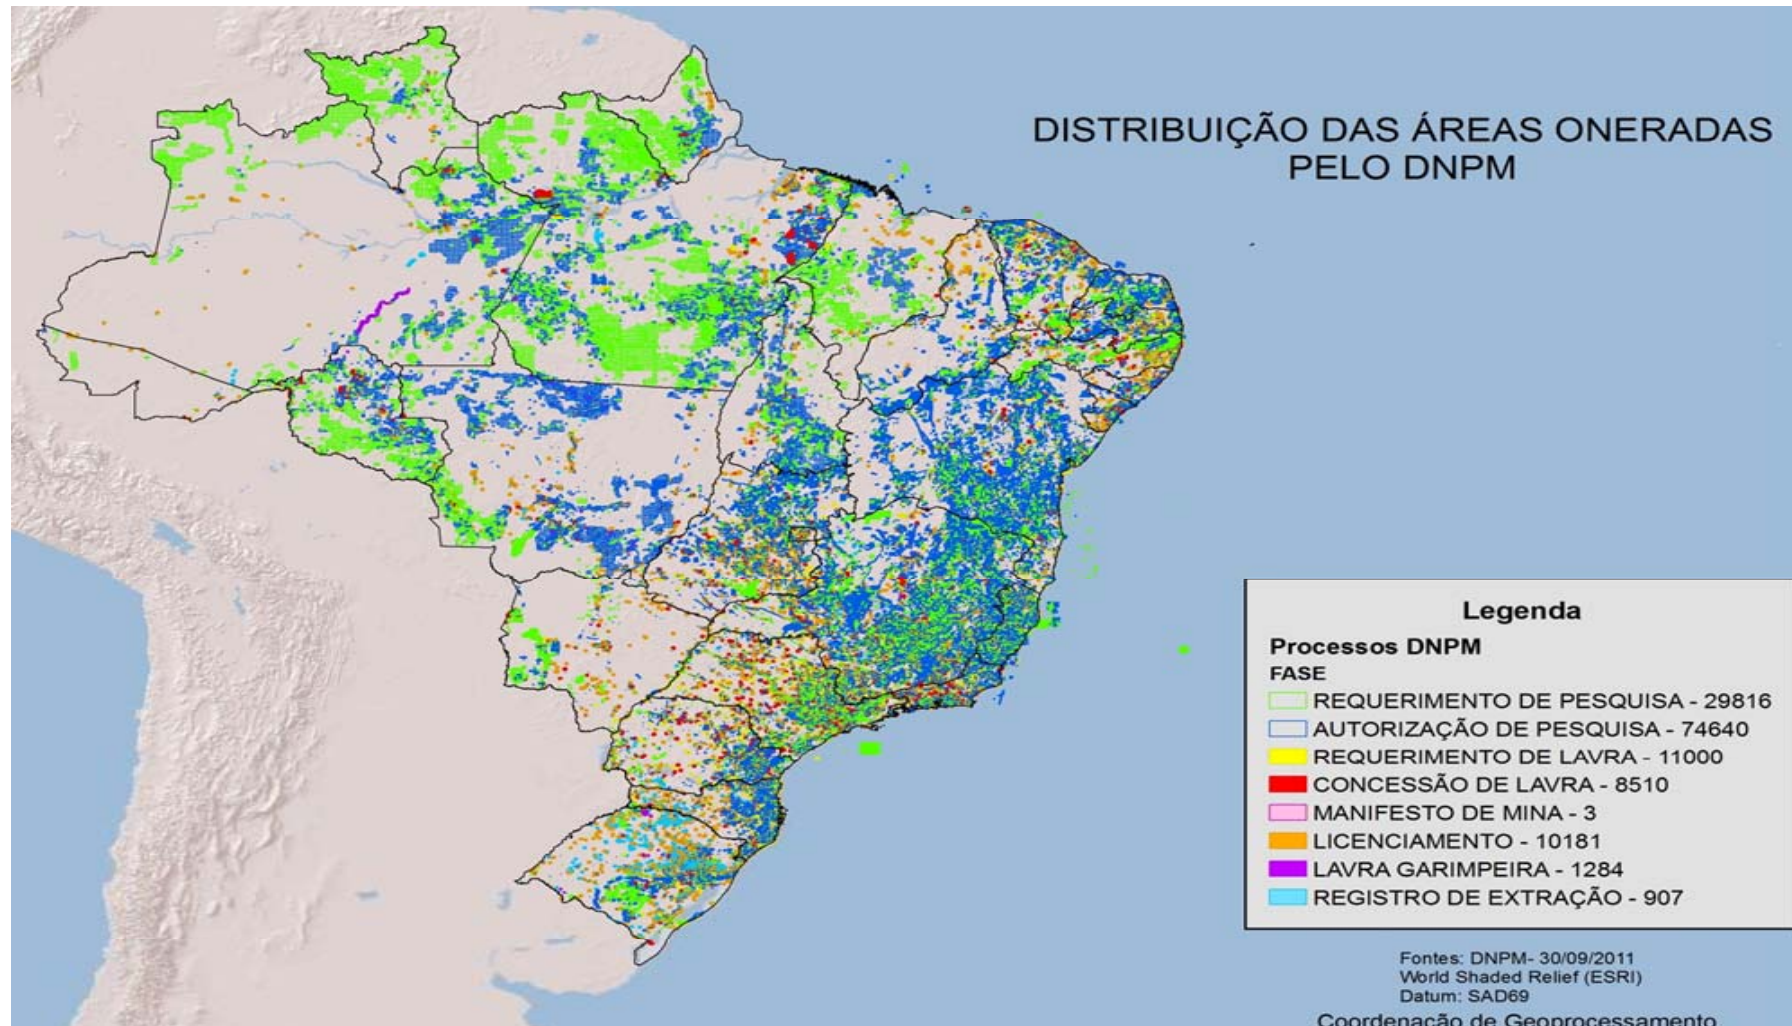 DISTRIBUIÇÃO DAS ÁREAS ONERADAS
PELO DNPM
Legenda
Processos DNPM
FASE
REQUERIMENTO DE PESQUISA - 29816
AUTORIZAÇÃO DE PESQUISA - 74640
REQUERIMENTO DE LAVRA - 11000
CONCESSÃO DE LAVRA - 8510
MANIFESTO DE MINA - 3
LICENCIAMENTO - 10181
LAVRA GARIMPEIRA - 1284
REGISTRO DE EXTRAÇÃO - 907
Fontes: DNPM- 30/09/2011
World Shaded Relief (ESRI)
Datum: SAD69
Coordenação de Geoprocessamento